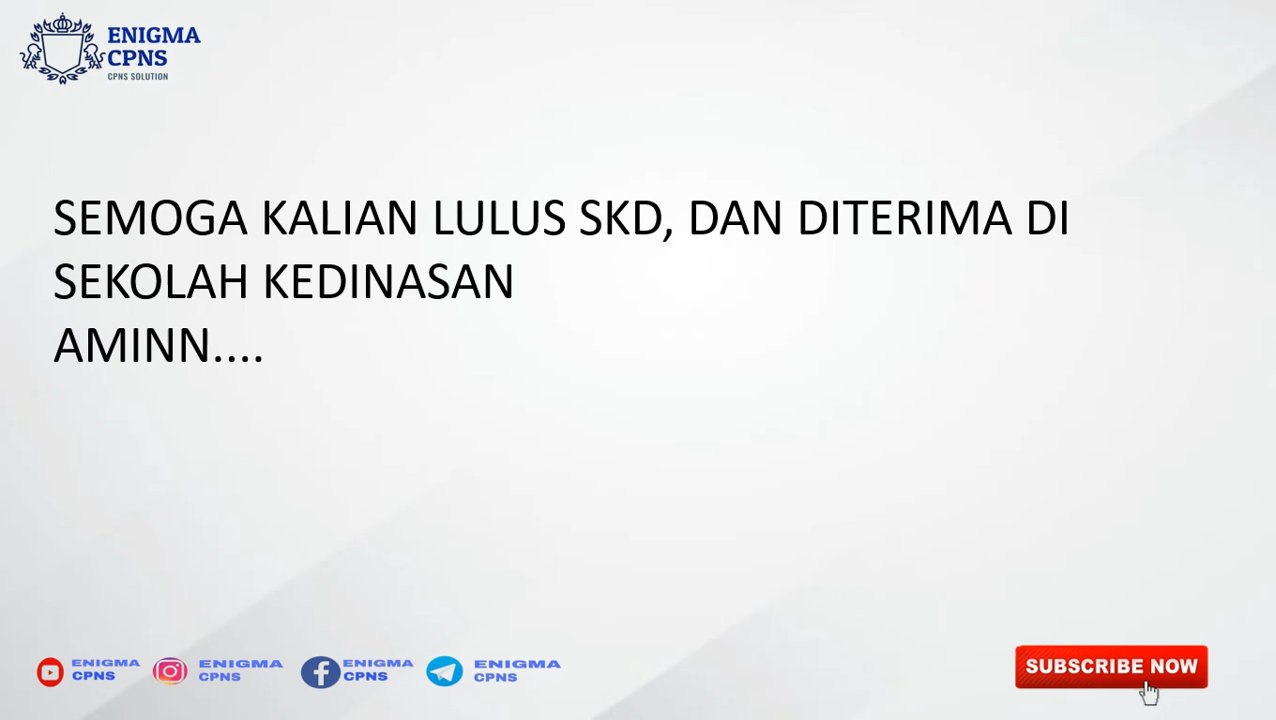 ENIGMA
CPNS
CPNS SOLUTION
SEMOGA KALIAN LULUS SKD, DAN DITERIMA DI
SEKOLAH KEDINASAN
AMINN....
ENIGMA
CPNS
ENIGMA
CPNS
ENIGMA
CPNS
ENIGMA
CPNS
SUBSCRIBE NOW